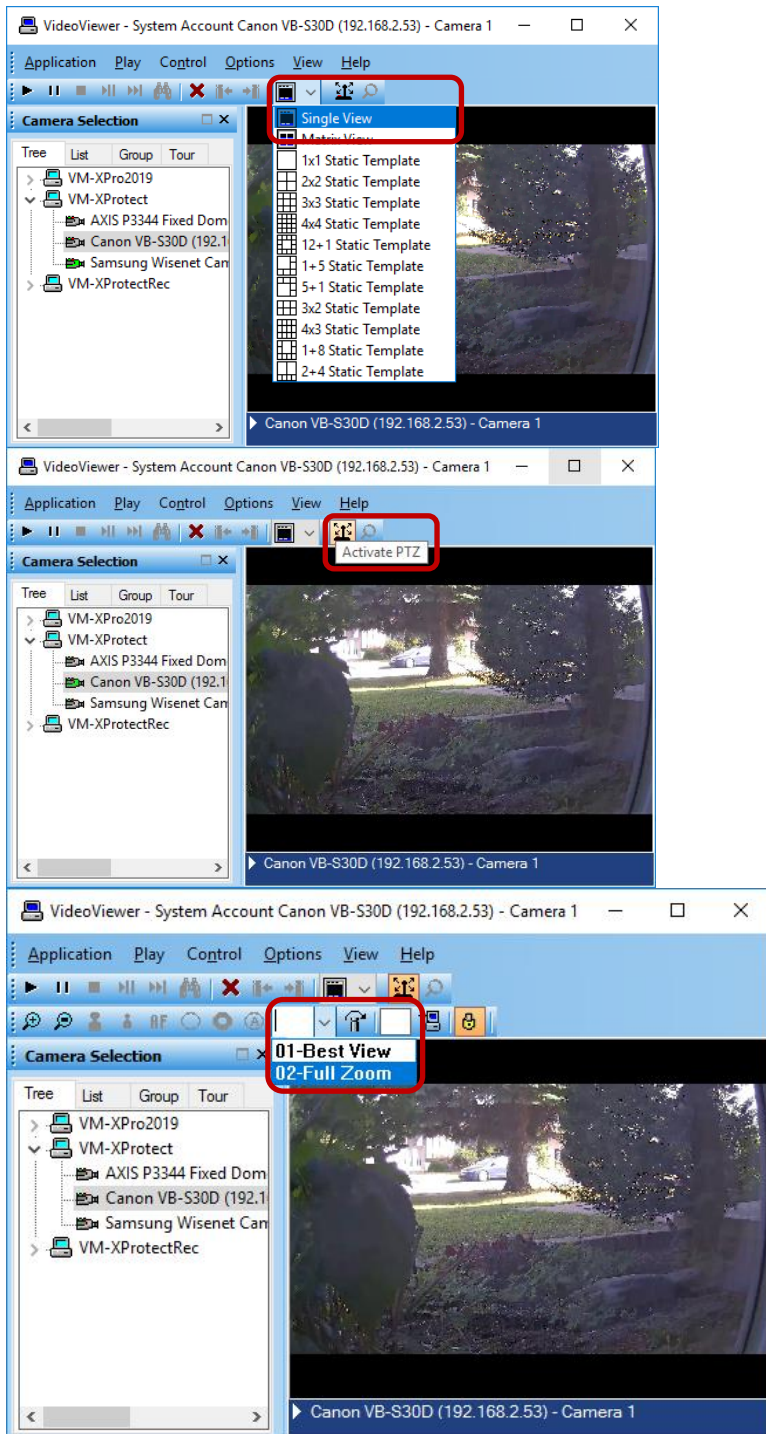 VideoViewer - System Account Canon VB-S30D (192.168.2.53) - Camera 1
Application Play Control Options View Help
Camera Selection
Single View
Matrix View
Tree List Group Tour
1x1 Static Template
VM-XPro2019
2x2 Static Template
VM-XProtect
3x3 Static Template
AXIS P3344 Fixed Dom
4x4 Static Template
Canon VB-S30D (192.1
12+1 Static Template
Samsung Wisenet Can
1+5 Static Template
VM-XProtectRec
5+1 Static Template
3x2 Static Template
4x3 Static Template
1+8 Static Template
2+4 Static Template
Canon VB-S30D (192.168.2.53) - Camera 1
VideoViewer - System Account Canon VB-S30D (192.168.2.53) - Camera 1
Application Play Control Options View Help
Activate PTZ
Camera Selection
Tree List Group Tour
VM-XPro2019
VM-XProtect
AXIS P3344 Fixed Dom
Canon VB-S30D (192.1
Samsung Wisenet Can
VM-XProtectRec
Canon VB-S30D (192.168.2.53) - Camera 1
VideoViewer - System Account Canon VB-S30D (192.168.2.53) - Camera 1
Application Play Control Options View Help
AF A
Camera Selection
01-Best View
02-Full Zoom
Tree List Group Tour
VM-XPro2019
VM-XProtect
AXIS P3344 Fixed Dom
Canon VB-S30D (192.1
Samsung Wisenet Can
VM-XProtectRec
Canon VB-S30D (192.168.2.53) - Camera 1